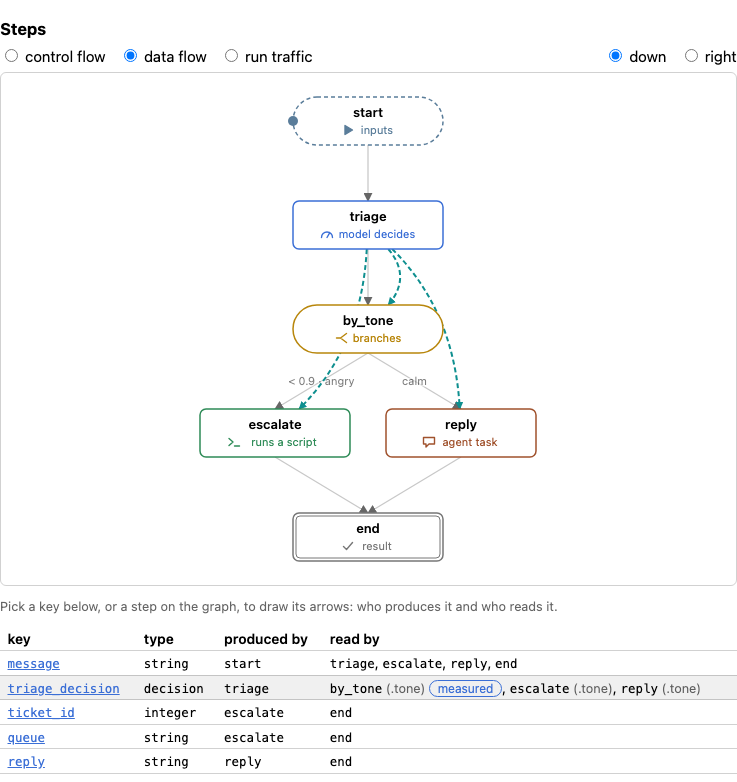 Steps
control flow data flow run traffic down right
start
inputs
triage
model decides
by_tone
branches
< 0.9 · angry calm
escalate reply
runs a script agent task
end
result
Pick a key below, or a step on the graph, to draw its arrows: who produces it and who reads it.
key type produced by read by
message string start triage, escalate, reply, end
triage_decision decision triage by_tone (.tone) measured, escalate (.tone), reply (.tone)
ticket_id integer escalate end
queue string escalate end
reply string reply end